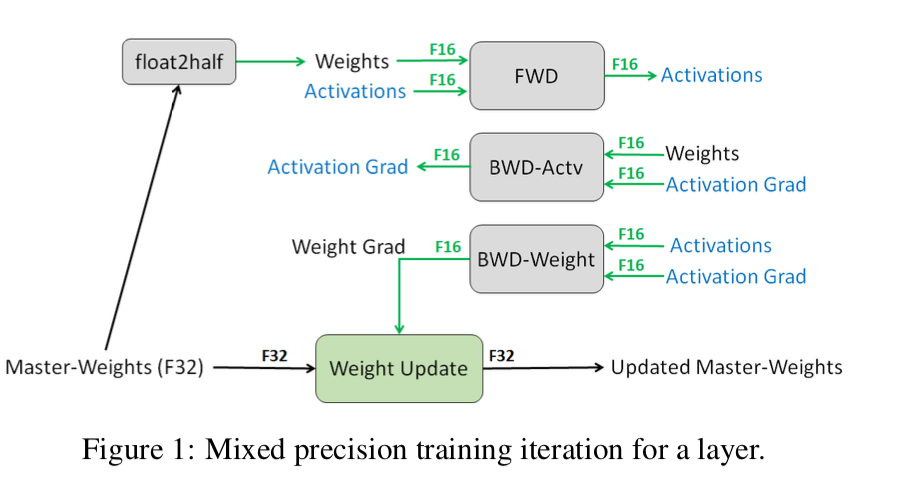 float2half
Weights
F16
Activations
F16
FWD
F16
Activations
Activation Grad
F16
BWD-Actv
F16
Weights
F16
Activation Grad
Weight Grad
F16
BWD-Weight
F16
Activations
F16
Activation Grad
Master-Weights (F32)
F32
Weight Update
F32
Updated Master-Weights
Figure 1: Mixed precision training iteration for a layer.